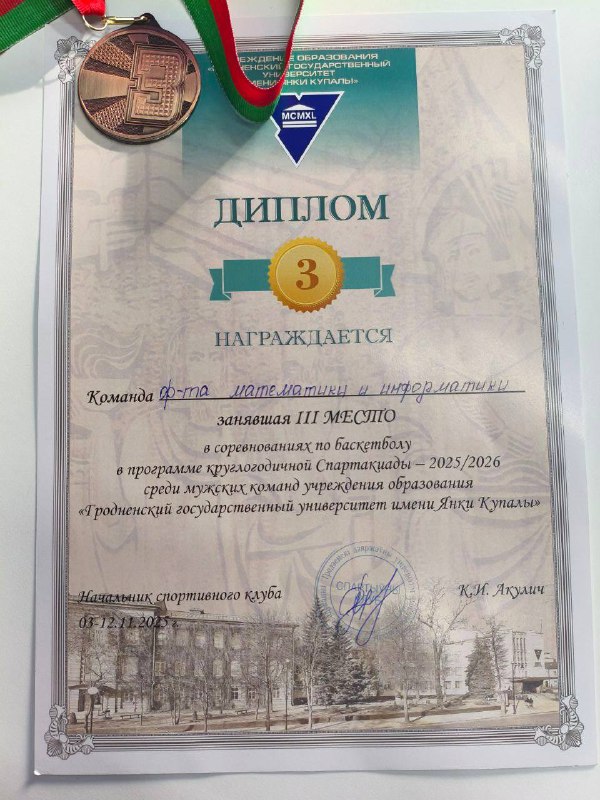 УЧРЕЖДЕНИЕ ОБРАЗОВАНИЯ
ГОСУДАРСТВЕННЫЙ
УНИВЕРСИТЕТ
ЯНКИ КУПАЛЫ»
MCMXL
ДИПЛОМ
3
НАГРАЖДАЕТСЯ
Команда ф-та математики и информатики
занявшая III МЕСТО
в соревнованиях по баскетболу
в программе круглогодичной Спартакиады – 2025/2026
среди мужских команд учреждения образования
«Гродненский государственный университет имени Янки Купалы»
Начальник спортивного клуба
К.И. Акулич
03-12.11.2025 г.